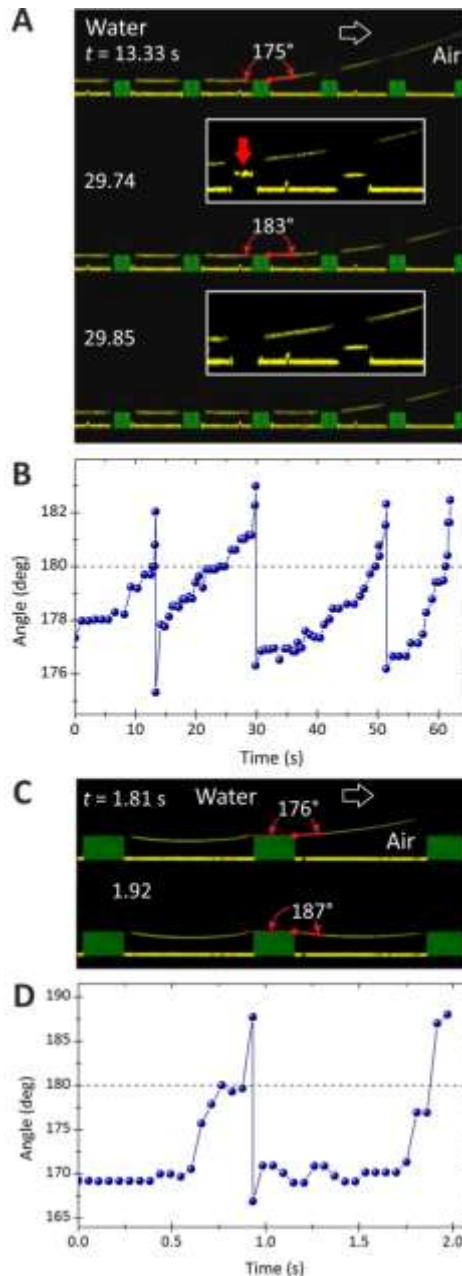 A
Water
t = 13.33 s
175°
Air
29.74
183°
29.85
B
Angle (deg)
182
180
178
176
0 10 20 30 40 50 60
Time (s)
C
t = 1.81 s
Water
176°
Air
1.92
187°
D
Angle (deg)
190
185
180
175
170
165
0.0 0.5 1.0 1.5 2.0
Time (s)